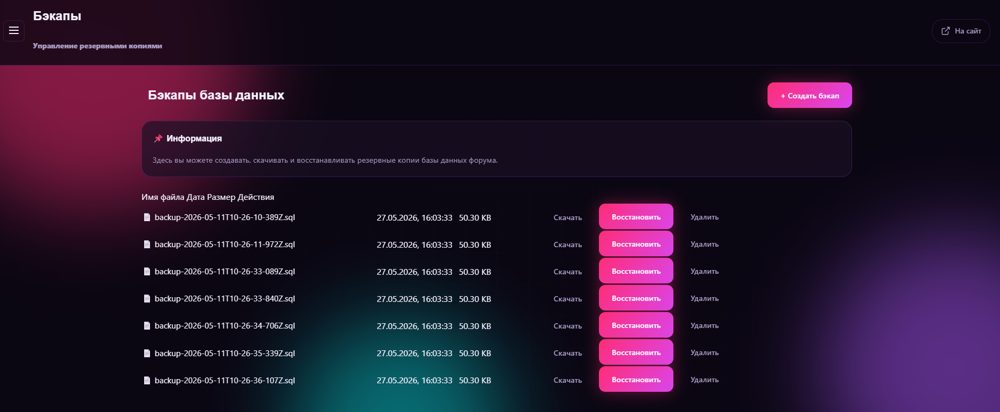 Бэкапы
Управление резервными копиями
На сайт
Бэкапы базы данных
+ Создать бэкап
📌 Информация
Здесь вы можете создавать, скачивать и восстанавливать резервные копии базы данных форума.
Имя файла Дата Размер Действия
backup-2026-05-11T10-26-10-389Z.sql 27.05.2026, 16:03:33 50.30 KB Скачать Восстановить Удалить
backup-2026-05-11T10-26-11-972Z.sql 27.05.2026, 16:03:33 50.30 KB Скачать Восстановить Удалить
backup-2026-05-11T10-26-33-089Z.sql 27.05.2026, 16:03:33 50.30 KB Скачать Восстановить Удалить
backup-2026-05-11T10-26-33-840Z.sql 27.05.2026, 16:03:33 50.30 KB Скачать Восстановить Удалить
backup-2026-05-11T10-26-34-706Z.sql 27.05.2026, 16:03:33 50.30 KB Скачать Восстановить Удалить
backup-2026-05-11T10-26-35-339Z.sql 27.05.2026, 16:03:33 50.30 KB Скачать Восстановить Удалить
backup-2026-05-11T10-26-36-107Z.sql 27.05.2026, 16:03:33 50.30 KB Скачать Восстановить Удалить